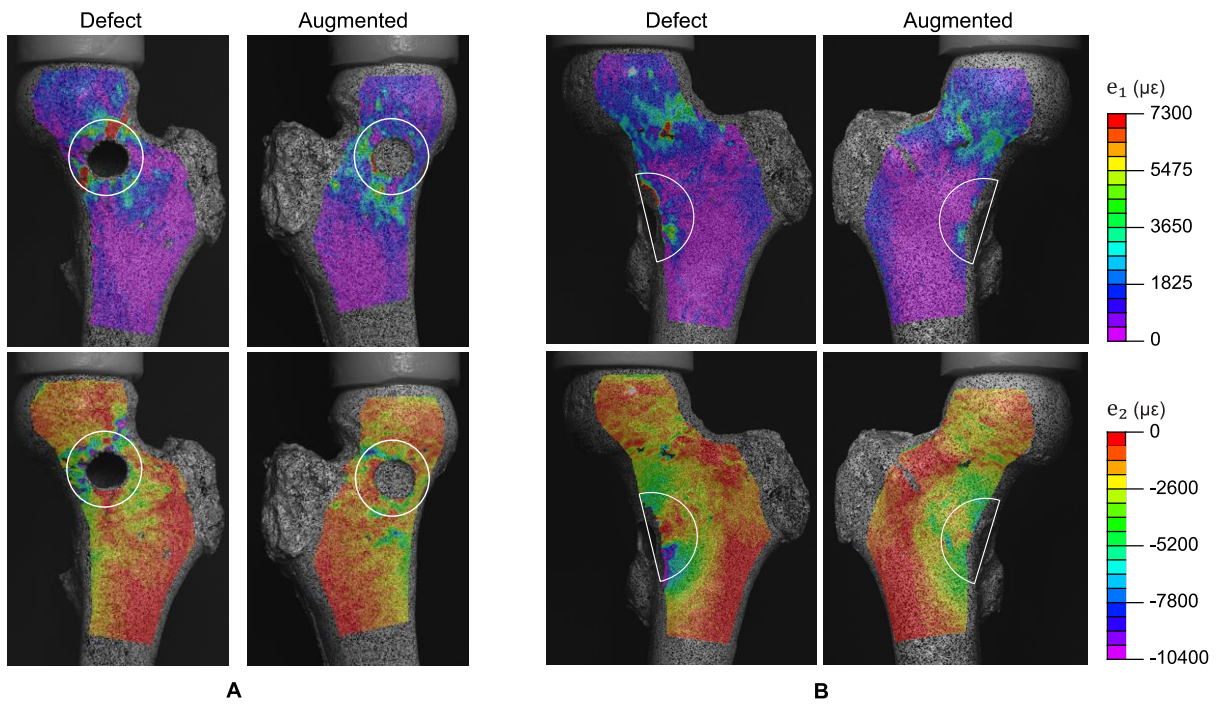 Defect
Augmented
Defect
Augmented
e₁ (με)
7300
5475
3650
1825
0
e₂ (με)
0
-2600
-5200
-7800
-10400
A
B